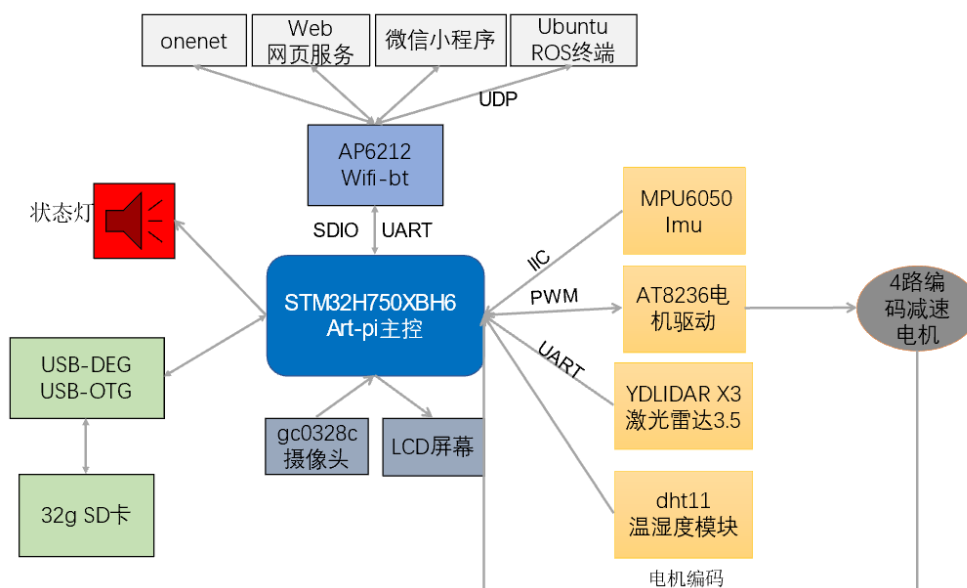 onenet
Web
网页服务
微信小程序
Ubuntu
ROS终端
UDP
AP6212
Wifi-bt
状态灯
SDIO
UART
MPU6050
Imu
IIC
STM32H750XBH6
Art-pi主控
PWM
AT8236电
机驱动
4路编
码减速
电机
USB-DEG
USB-OTG
UART
YDLIDAR X3
激光雷达3.5
gc0328c
摄像头
LCD屏幕
32g SD卡
dht11
温湿度模块
电机编码